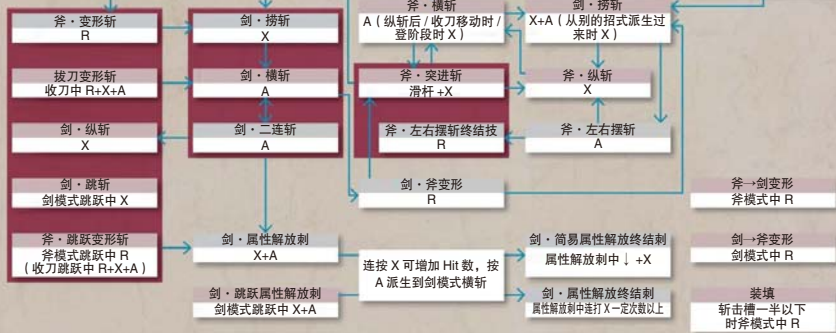 斧·变形斩
R
拔刀变形斩
收刀中 R+X+A
剑·纵斩
X
剑·跳斩
剑模式跳跃中 X
斧·跳跃变形斩
斧模式跳跃中 R
（收刀跳跃中 R+X+A）
剑·捞斩
X
剑·横斩
A
剑·二连斩
A
剑·属性解放刺
X+A
剑·跳跃属性解放刺
剑模式跳跃中 X+A
斧·横斩
A（纵斩后 / 收刀移动时 /
登阶段时 X）
斧·突进斩
滑杆 +X
斧·左右摆斩终结技
R
剑·斧变形
R
连按 X 可增加 Hit 数，按
A 派生到剑模式横斩
剑·捞斩
X+A（从别的招式派生过
来时 X）
斧·纵斩
X
斧·左右摆斩
A
剑·简易属性解放终结刺
属性解放刺中↓ +X
剑·属性解放终结刺
属性解放刺中连打 X 一定次数以上
斧→剑变形
斧模式中 R
剑→斧变形
剑模式中 R
装填
斩击槽一半以下
时斧模式中 R